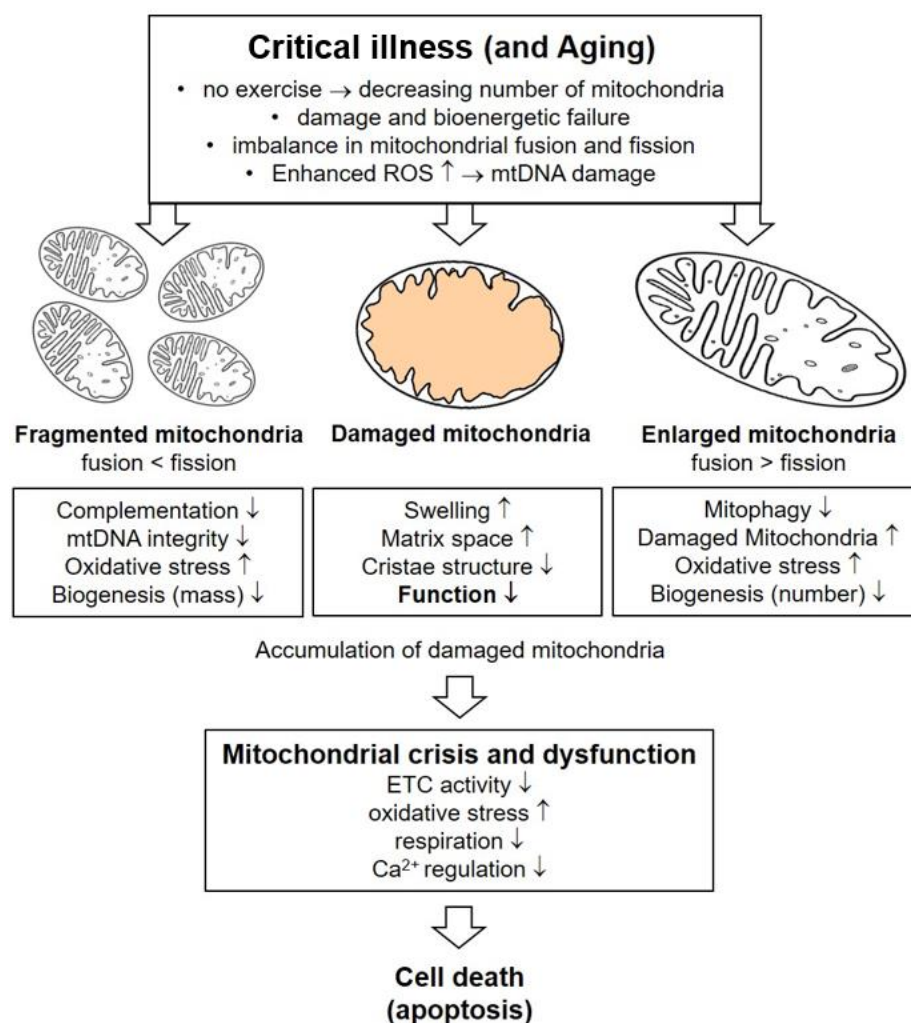 Critical illness (and Aging)
• no exercise → decreasing number of mitochondria
• damage and bioenergetic failure
• imbalance in mitochondrial fusion and fission
• Enhanced ROS ↑ → mtDNA damage
Fragmented mitochondria
fusion < fission
Complementation ↓
mtDNA integrity ↓
Oxidative stress ↑
Biogenesis (mass) ↓
Damaged mitochondria
Swelling ↑
Matrix space ↑
Cristae structure ↓
Function ↓
Enlarged mitochondria
fusion > fission
Mitophagy ↓
Damaged Mitochondria ↑
Oxidative stress ↑
Biogenesis (number) ↓
Accumulation of damaged mitochondria
Mitochondrial crisis and dysfunction
ETC activity ↓
oxidative stress ↑
respiration ↓
Ca²⁺ regulation ↓
Cell death
(apoptosis)